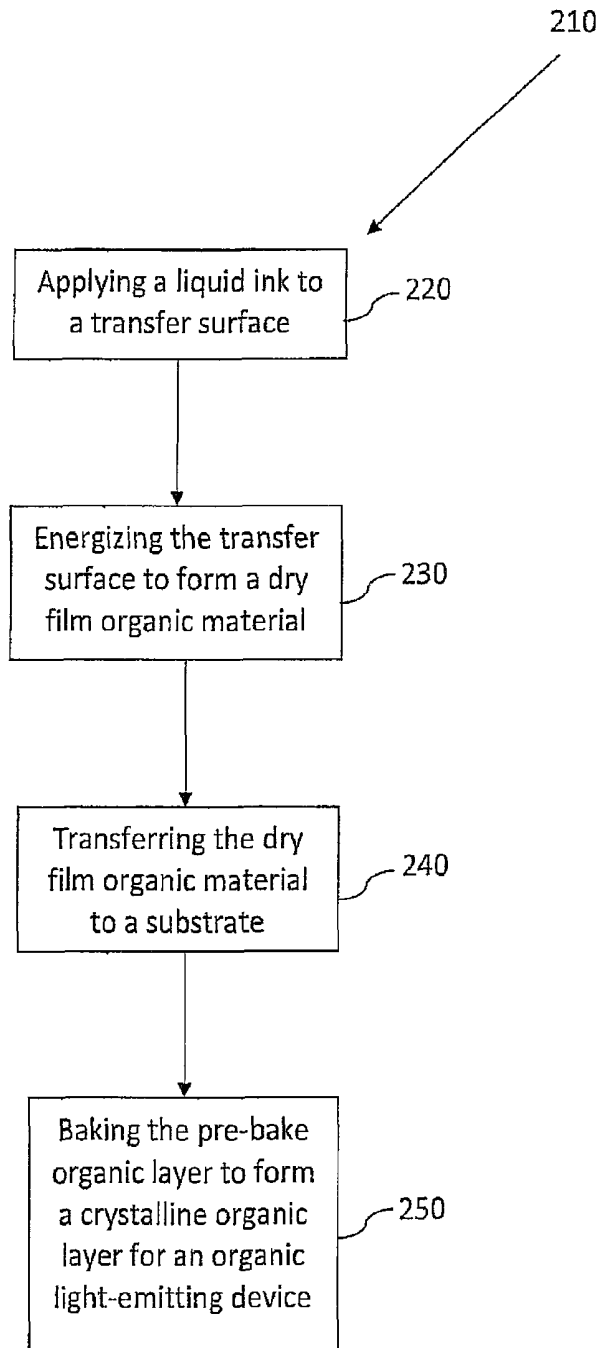 210
Applying a liquid ink to
a transfer surface
220
Energizing the transfer
surface to form a dry
film organic material
230
Transferring the dry
film organic material
to a substrate
240
Baking the pre-bake
organic layer to form
a crystalline organic
layer for an organic
light-emitting device
250